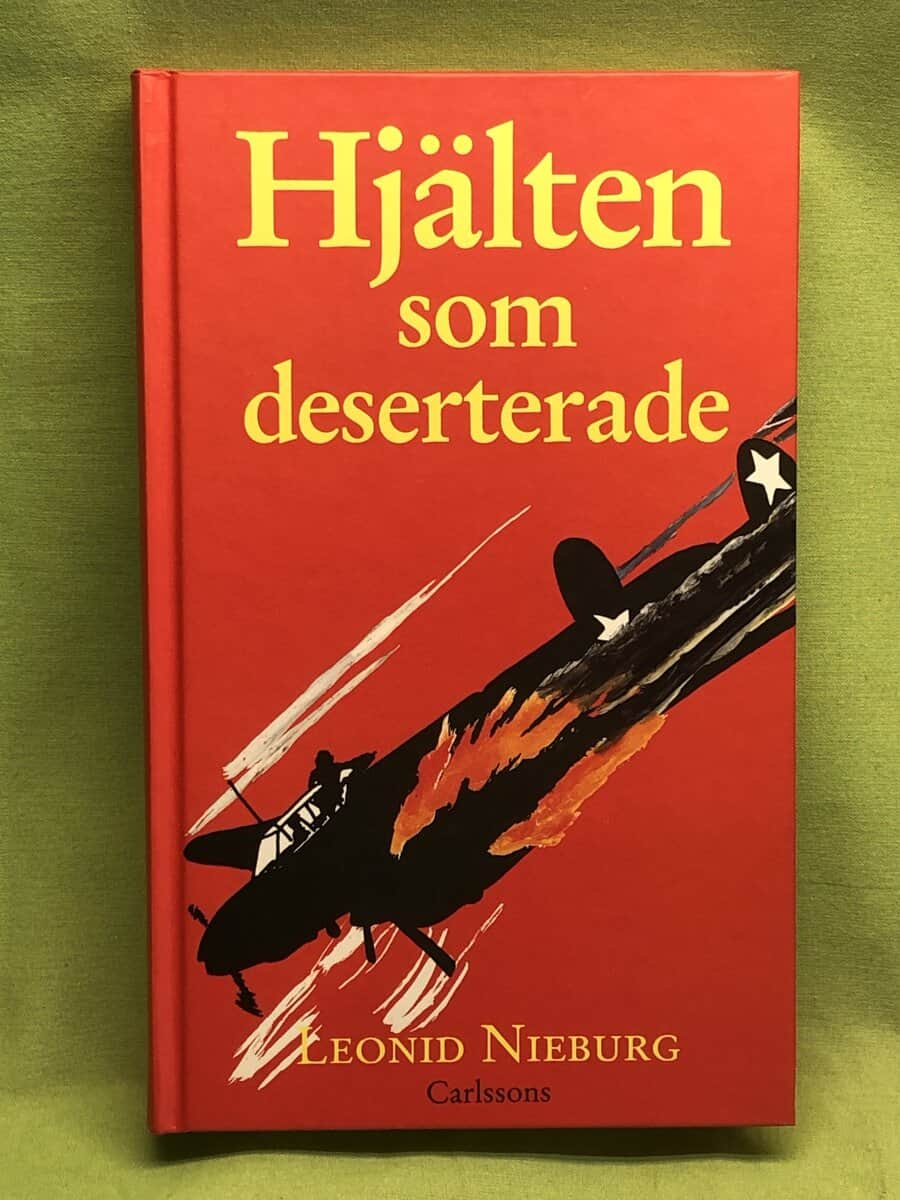 Hjälten
som
deserterade
Leonid Nieburg
Carlssons